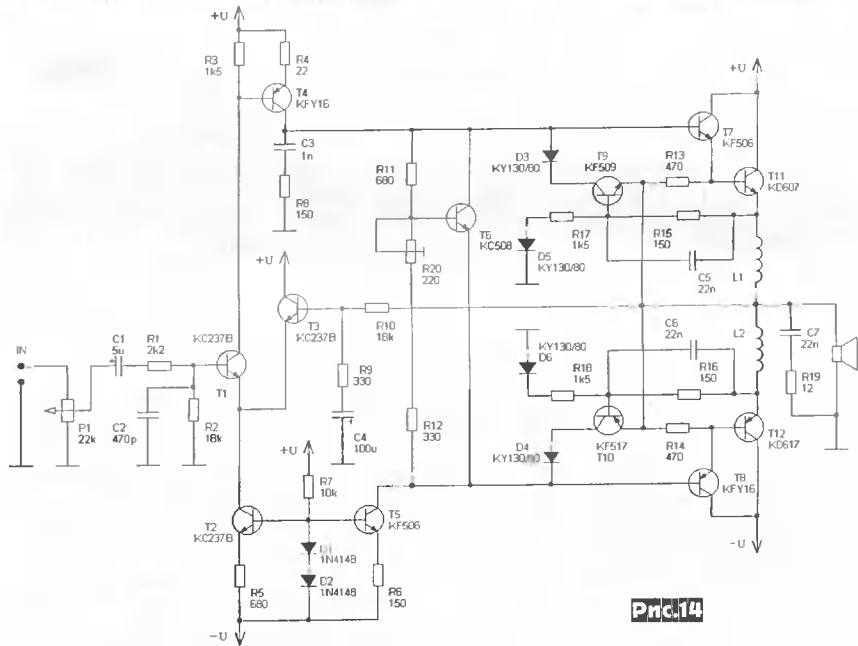 +U
R3
1k5
R4
22
T4
KFY16
C3
1n
R8
150
R11
680
R20
220
T6
KC508
D3
KY130/80
T9
KF509
R13
470
T7
KF506
+U
T11
KD607
R17
1k5
R15
150
D5
KY130/80
C5
22n
L1
+U
T3
KC237B
R10
18k
IN
P1
22k
C1
5u
R1
2k2
KC237B
T1
C2
470p
R2
18k
R9
330
C4
100u
R12
330
KY130/80
D6
R18
1k5
C6
22n
R16
150
L2
C7
22n
R19
12
D4
KY130/80
KF517
T10
R14
470
T12
KD617
T8
KFY16
-U
+U
R7
10k
T2
KC237B
T5
KF506
D1
1N4148
D2
1N4148
R5
680
R6
150
-U
Рис.14